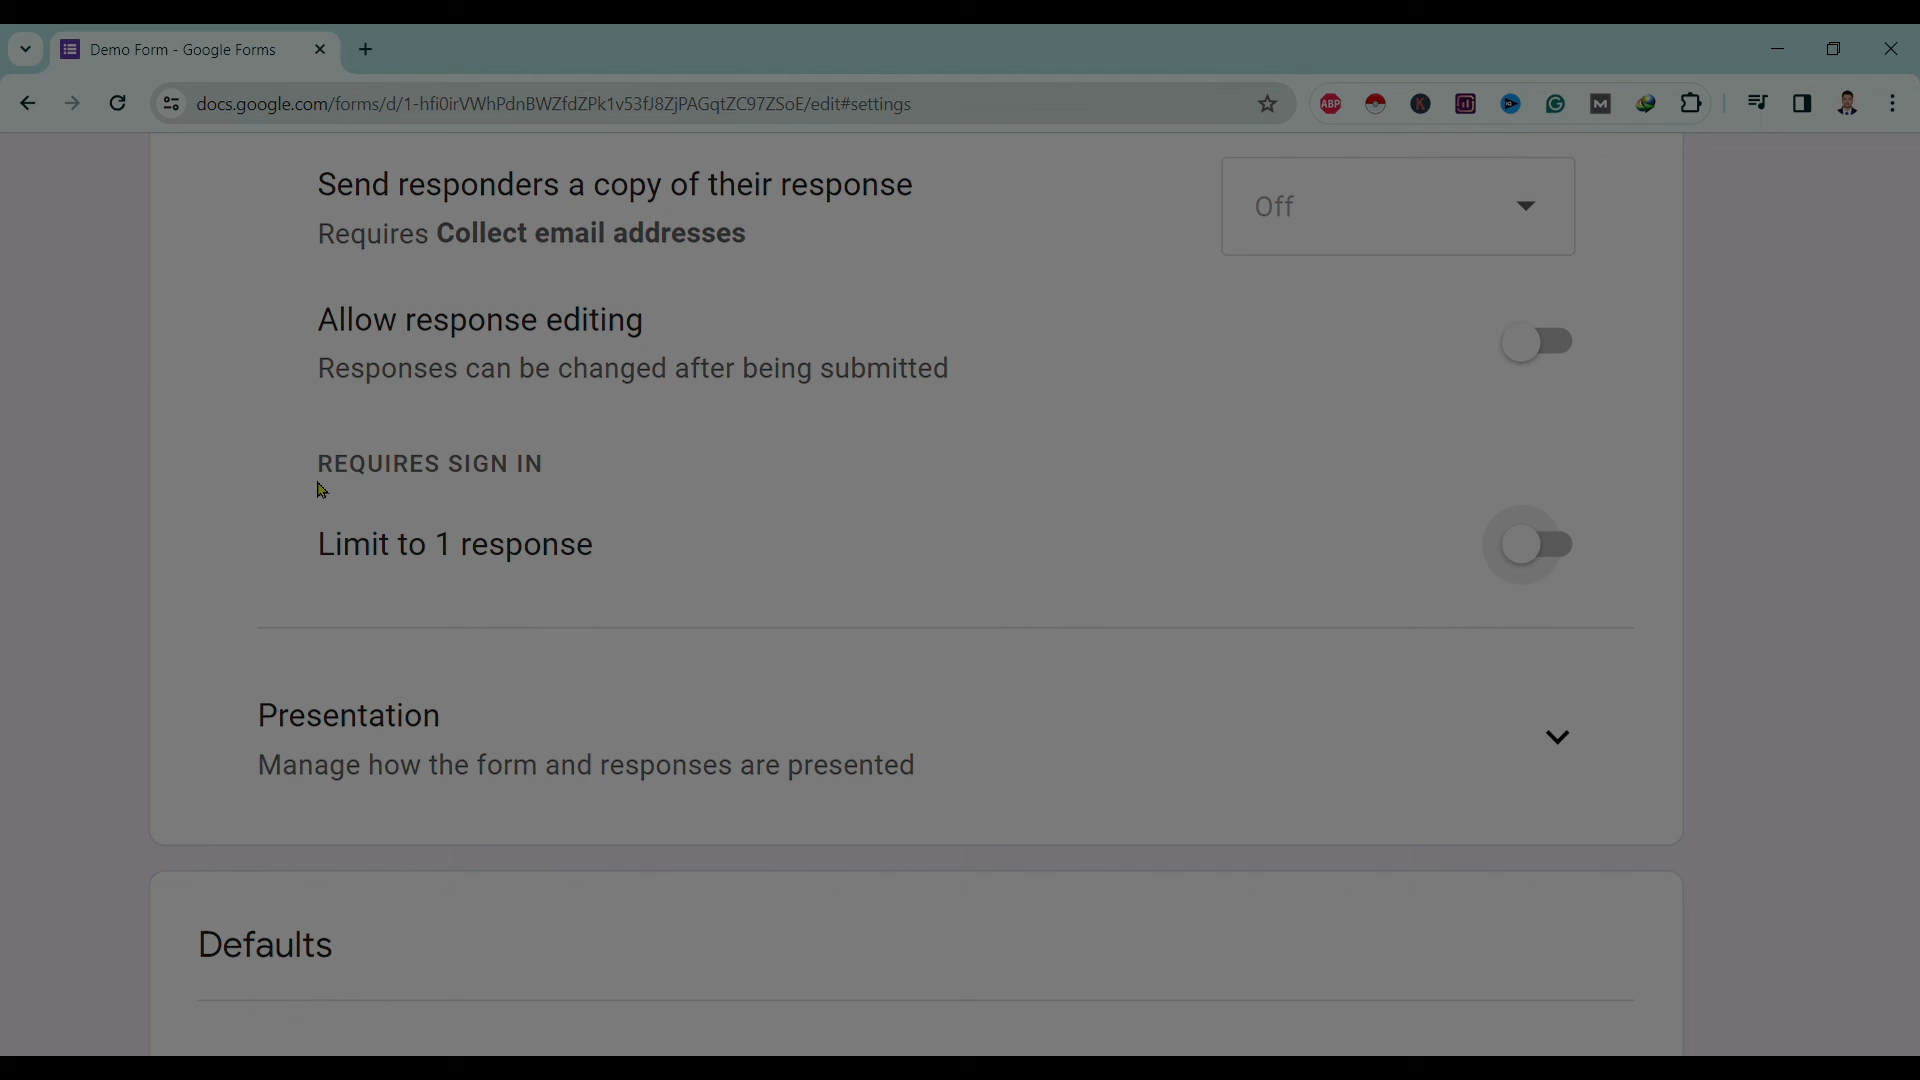 Demo Form - Google Forms
docs.google.com/forms/d/1-hfi0irVWhPdnBWZfdZPk1v53fJ8ZjPAGqtZC97ZSoE/edit#settings
ABP
K
M
Send responders a copy of their response
Off
Requires Collect email addresses
Allow response editing
Responses can be changed after being submitted
REQUIRES SIGN IN
Limit to 1 response
Presentation
Manage how the form and responses are presented
Defaults